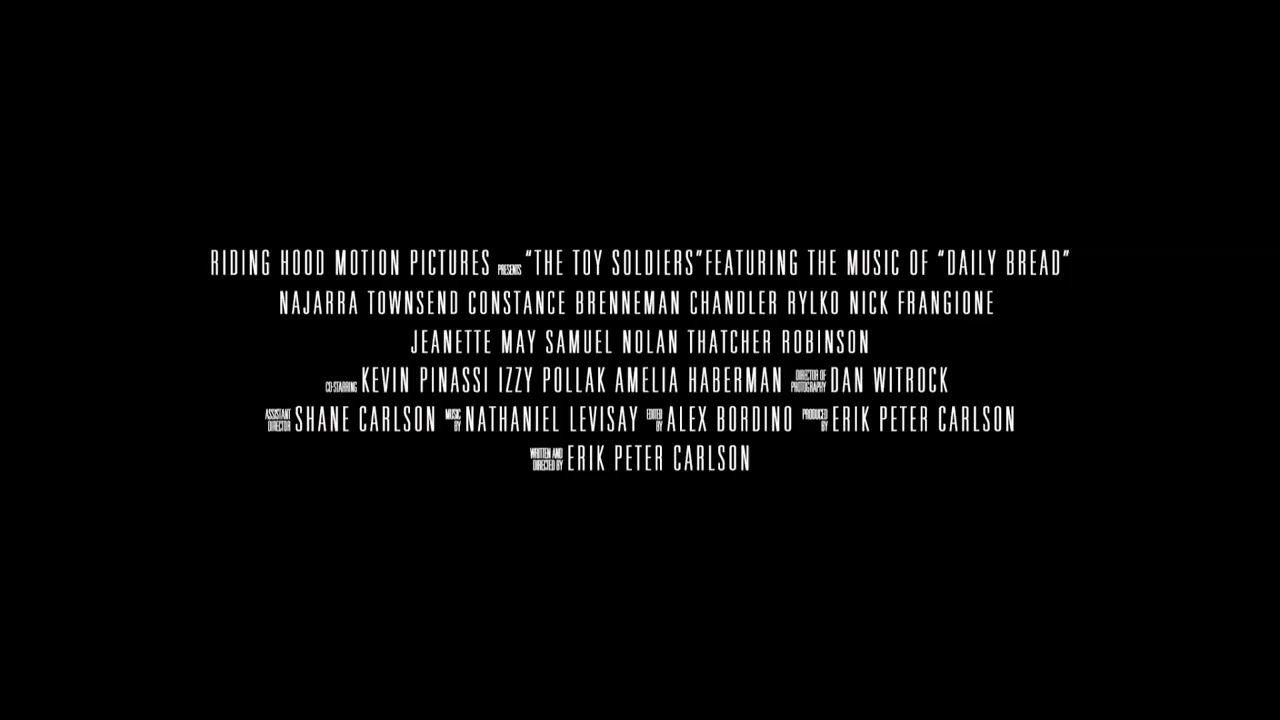 RIDING HOOD MOTION PICTURES PRESENTS “THE TOY SOLDIERS”FEATURING THE MUSIC OF “DAILY BREAD”
NAJARRA TOWNSEND CONSTANCE BRENNEMAN CHANDLER RYLKO NICK FRANGIONE
JEANETTE MAY SAMUEL NOLAN THATCHER ROBINSON
CO-STARRING KEVIN PINASSI IZZY POLLAK AMELIA HABERMAN DIRECTOR OF PHOTOGRAPHY DAN WITROCK
ASSISTANT DIRECTOR SHANE CARLSON MUSIC BY NATHANIEL LEVISAY EDITED BY ALEX BORDINO PRODUCED BY ERIK PETER CARLSON
WRITTEN AND DIRECTED BY ERIK PETER CARLSON